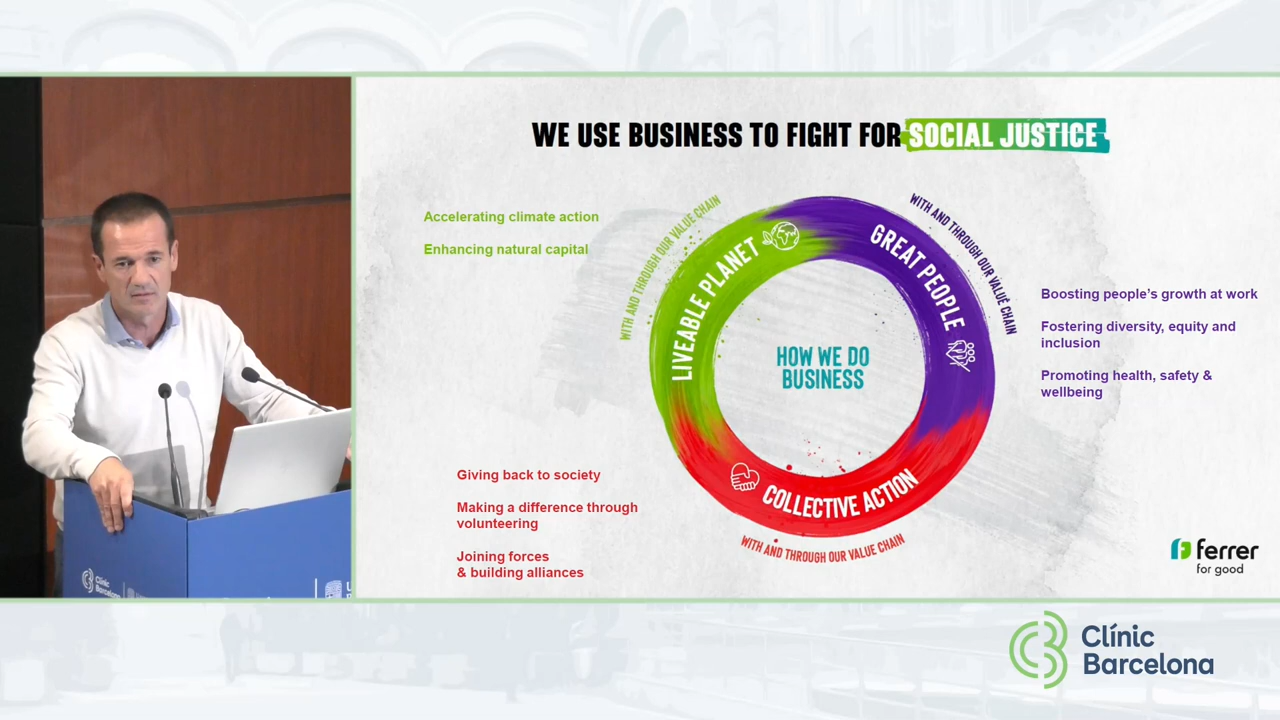 WE USE BUSINESS TO FIGHT FOR SOCIAL JUSTICE
Accelerating climate action
Enhancing natural capital
WITH AND THROUGH OUR VALUE CHAIN
LIVEABLE PLANET
GREAT PEOPLE
WITH AND THROUGH OUR VALUE CHAIN
Boosting people's growth at work
Fostering diversity, equity and
inclusion
Promoting health, safety &
wellbeing
HOW WE DO
BUSINESS
Giving back to society
Making a difference through
volunteering
Joining forces
& building alliances
COLLECTIVE ACTION
WITH AND THROUGH OUR VALUE CHAIN
ferrer
for good
Clínic
Barcelona
Clínic
Barcelona